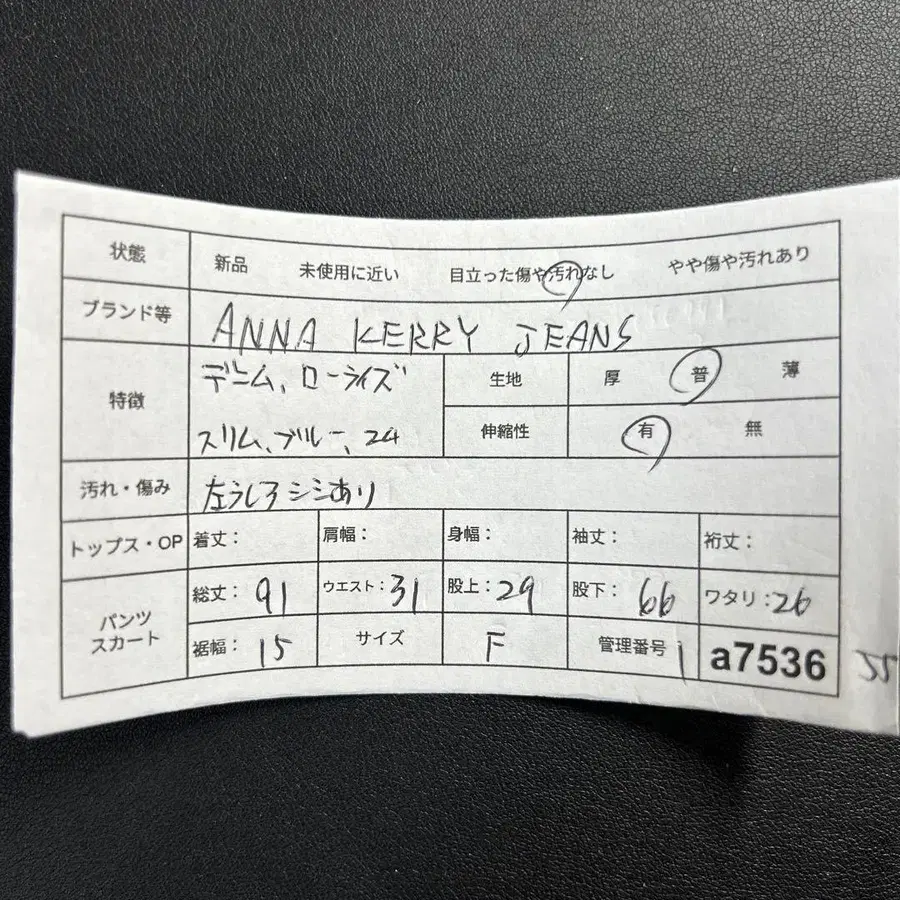 状態 新品 未使用に近い 目立った傷や汚れなし やや傷や汚れあり
ブランド等 ANNA KERRY JEANS
特徴 デニム、ローライズ
スリム、ブルー、24
生地 厚 普 薄
伸縮性 有 無
汚れ・傷み 左うしろシミあり
トップス・OP 着丈: 肩幅: 身幅: 袖丈: 裄丈:
パンツ
スカート
総丈: 91 ウエスト: 31 股上: 29 股下: 66 ワタリ: 26
裾幅: 15 サイズ F 管理番号 a7536